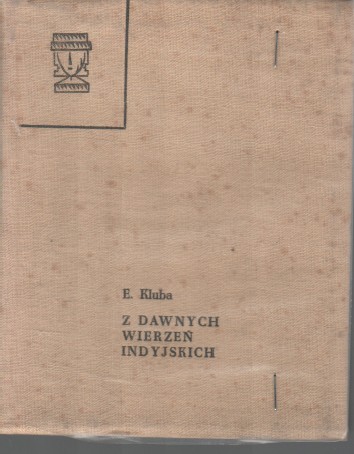 E. Kluba
Z DAWNYCH
WIERZEŃ
INDYJSKICH